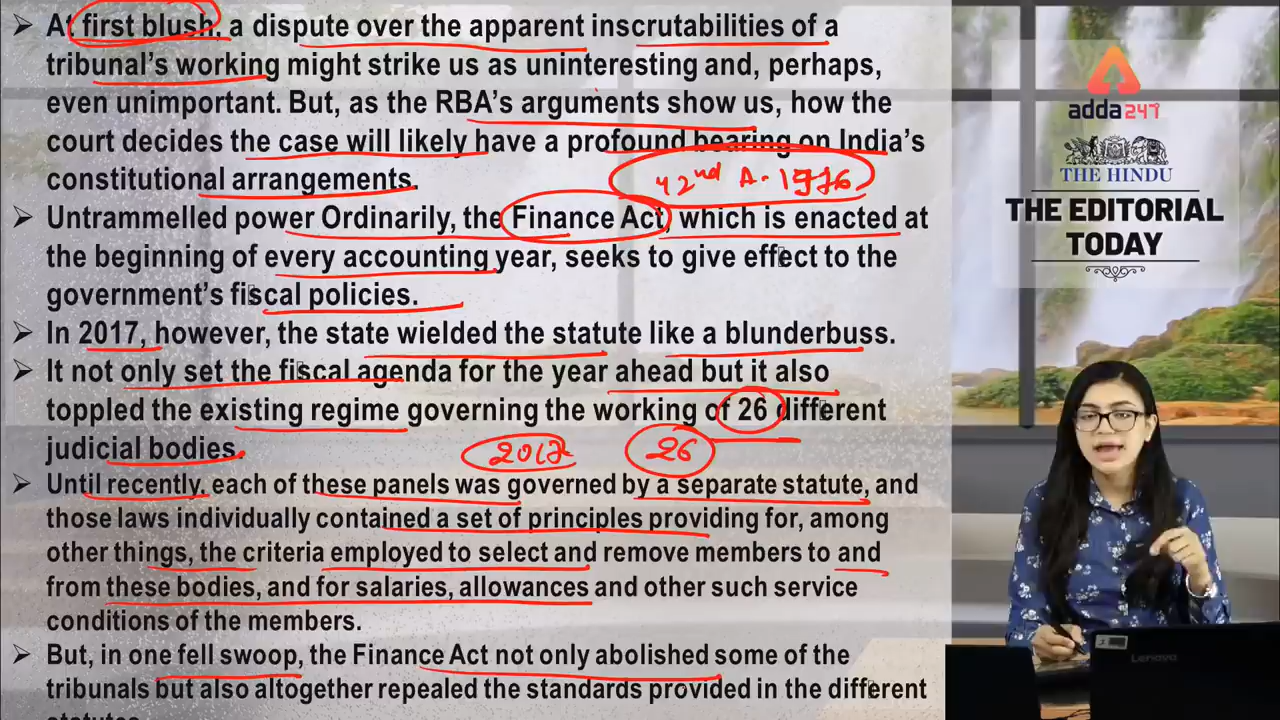 ➢ At first blush, a dispute over the apparent inscrutabilities of a
tribunal's working might strike us as uninteresting and, perhaps,
even unimportant. But, as the RBA's arguments show us, how the
court decides the case will likely have a profound bearing on India's
constitutional arrangements.
42nd A. 1976
➢ Untrammelled power Ordinarily, the Finance Act, which is enacted at
the beginning of every accounting year, seeks to give effect to the
government's fiscal policies.
➢ In 2017, however, the state wielded the statute like a blunderbuss.
➢ It not only set the fiscal agenda for the year ahead but it also
toppled the existing regime governing the working of 26 different
judicial bodies.
2017 26
➢ Until recently, each of these panels was governed by a separate statute, and
those laws individually contained a set of principles providing for, among
other things, the criteria employed to select and remove members to and
from these bodies, and for salaries, allowances and other such service
conditions of the members.
➢ But, in one fell swoop, the Finance Act not only abolished some of the
tribunals but also altogether repealed the standards provided in the different
statutes.
adda247
THE HINDU
THE EDITORIAL
TODAY
Lenovo